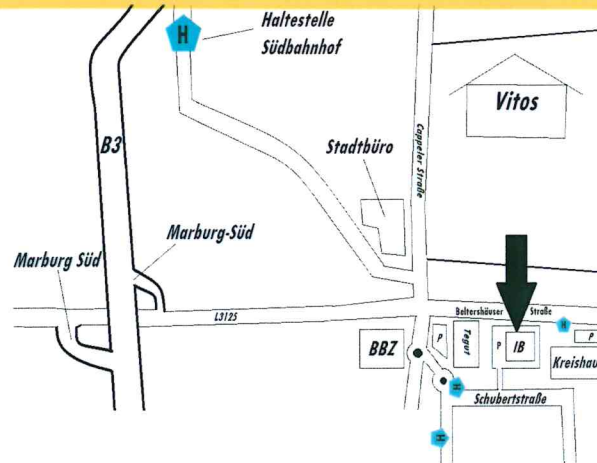 H
Haltestelle
Südbahnhof
B3
Vitos
Cappeler Straße
Stadtbüro
Marburg-Süd
Marburg Süd
L3125
Beltershäuser Straße
H
BBZ
P
Tegut
P
IB
P
Kreishau
H
Schubertstraße
H